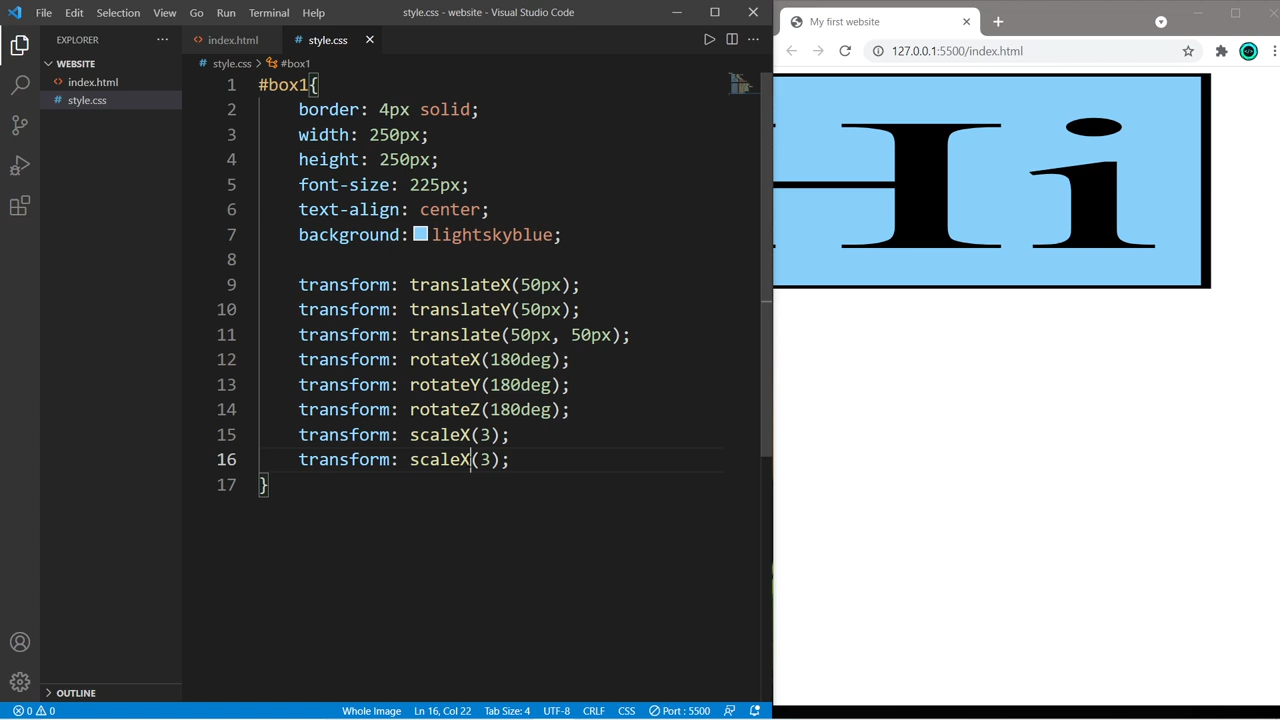 File Edit Selection View Go Run Terminal Help style.css - website - Visual Studio Code
EXPLORER
WEBSITE
index.html
style.css
OUTLINE
index.html style.css
style.css > #box1
1 #box1{
2 border: 4px solid;
3 width: 250px;
4 height: 250px;
5 font-size: 225px;
6 text-align: center;
7 background: lightskyblue;
8
9 transform: translateX(50px);
10 transform: translateY(50px);
11 transform: translate(50px, 50px);
12 transform: rotateX(180deg);
13 transform: rotateY(180deg);
14 transform: rotateZ(180deg);
15 transform: scaleX(3);
16 transform: scaleX(3);
17 }
0 0 Whole Image Ln 16, Col 22 Tab Size: 4 UTF-8 CRLF CSS Port : 5500
My first website
127.0.0.1:5500/index.html
Hi